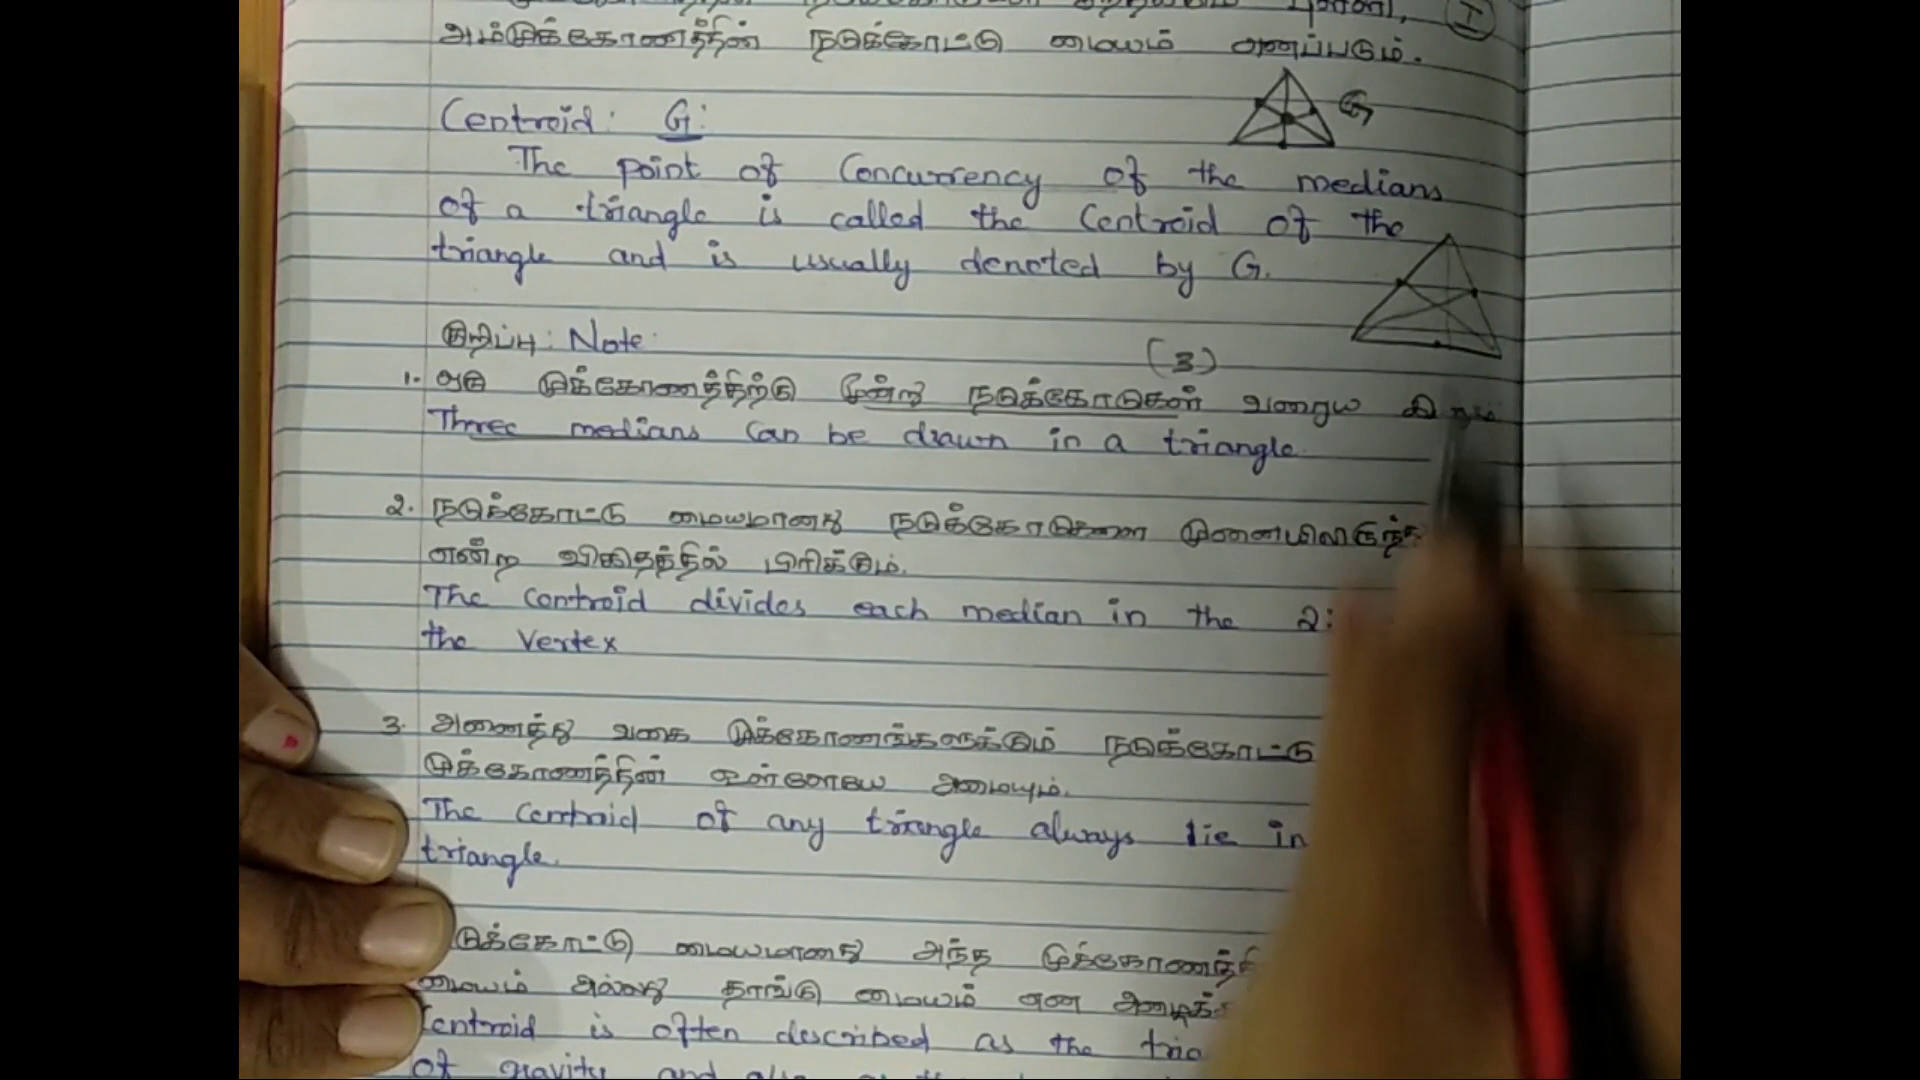 அம்முக்கோணத்தின் நடுக்கோட்டு மையம் எனப்படும்.
I
Centroid: G:
G
The point of Concurrency of the medians
of a triangle is called the Centroid of the
triangle and is usually denoted by G.
குறிப்பு: Note:
(3)
1. ஒரு முக்கோணத்திற்கு மூன்று நடுக்கோடுகள் வரைய
Three medians can be drawn in a triangle.
2. நடுக்கோட்டு மையமானது நடுக்கோடுகளை முனையிலிருந்து
என்ற விகிதத்தில் பிரிக்கும்.
The Centroid divides each median in the 2:
the Vertex
3. அனைத்து வகை முக்கோணங்களுக்கும் நடுக்கோட்டு
முக்கோணத்தின் உள்ளேயே அமையும்.
The Centroid of any triangle always lie in
triangle.
டுக்கோட்டு மையமானது அந்த
மையம் அல்லது தாங்கு மையம் என
Centroid is often described as the
of gravity and also